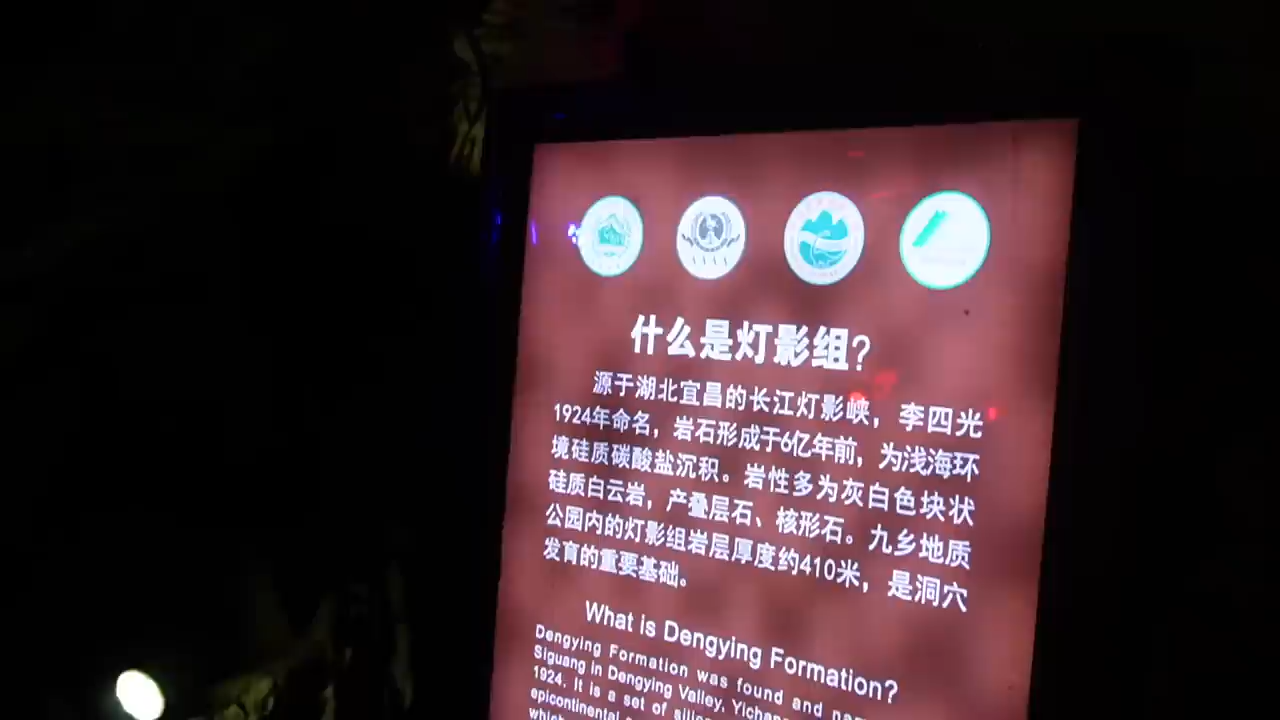 什么是灯影组?
源于湖北宜昌的长江灯影峡，李四光
1924年命名，岩石形成于6亿年前，为浅海环
境硅质碳酸盐沉积。岩性多为灰白色块状
硅质白云岩，产叠层石、核形石。九乡地质
公园内的灯影组岩层厚度约410米，是洞穴
发育的重要基础。
What is Dengying Formation?
Dengying Formation was found and
Siguang in Dengying Valley,
1924. It is a set of
epicontinental